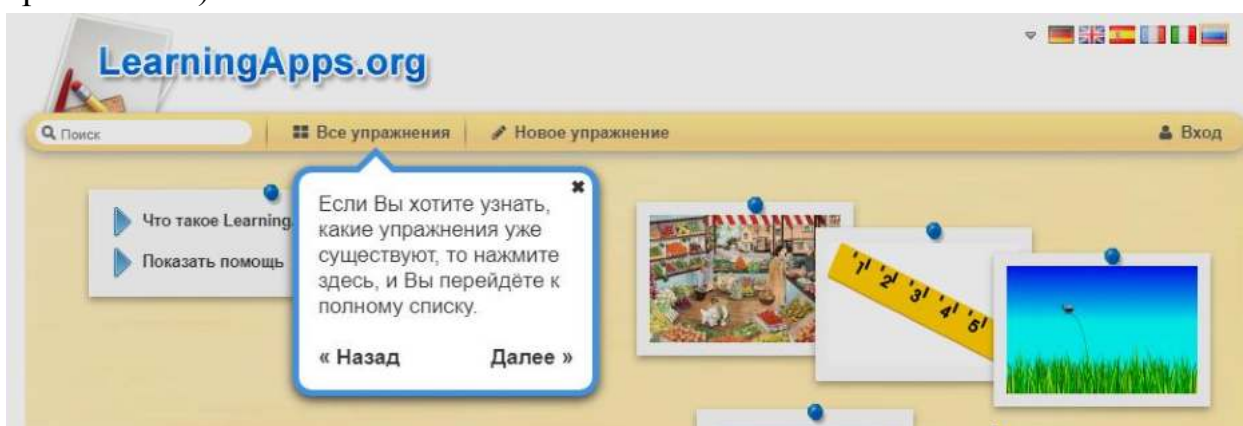 LearningApps.org
Поиск
Все упражнения
Новое упражнение
Вход
Что такое Learning
Показать помощь
Если Вы хотите узнать,
какие упражнения уже
существуют, то нажмите
здесь, и Вы перейдёте к
полному списку.
« Назад Далее »
1 2 3 4 5